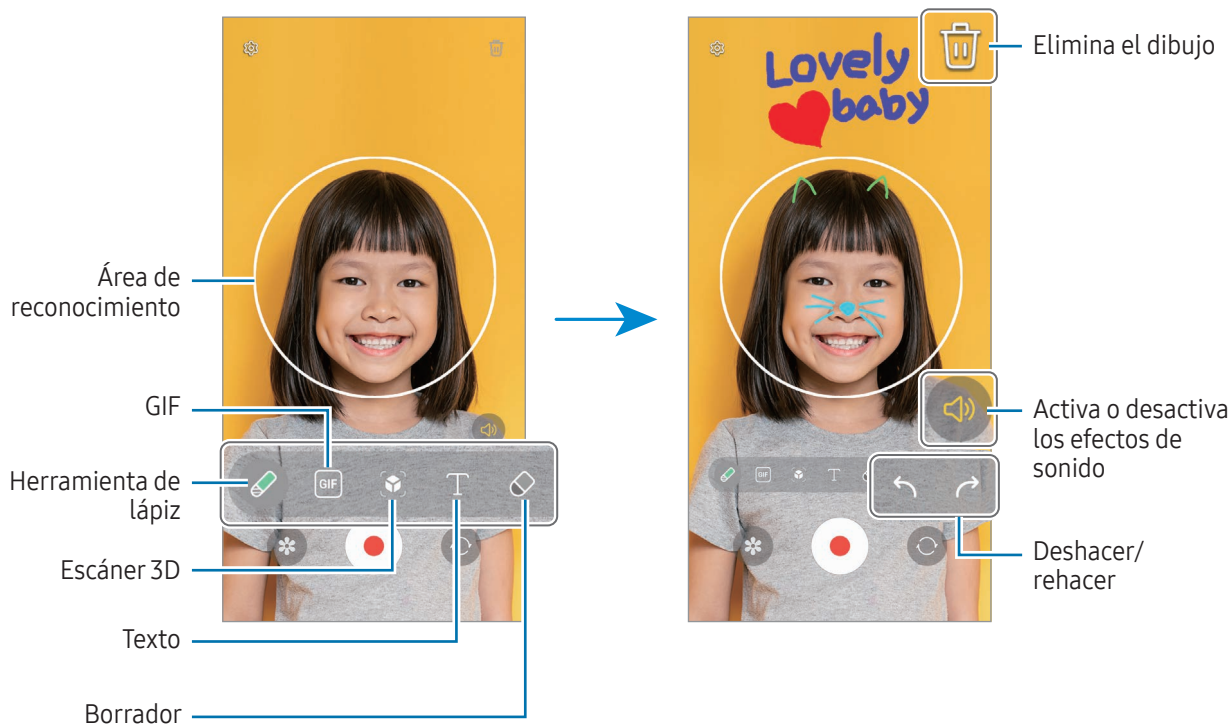 Elimina el dibujo
Lovely
baby
Área de
reconocimiento
GIF
GIF
GIF
Activa o desactiva
los efectos de
sonido
Herramienta de
lápiz
T
T
Escáner 3D
Deshacer/
rehacer
Texto
Borrador